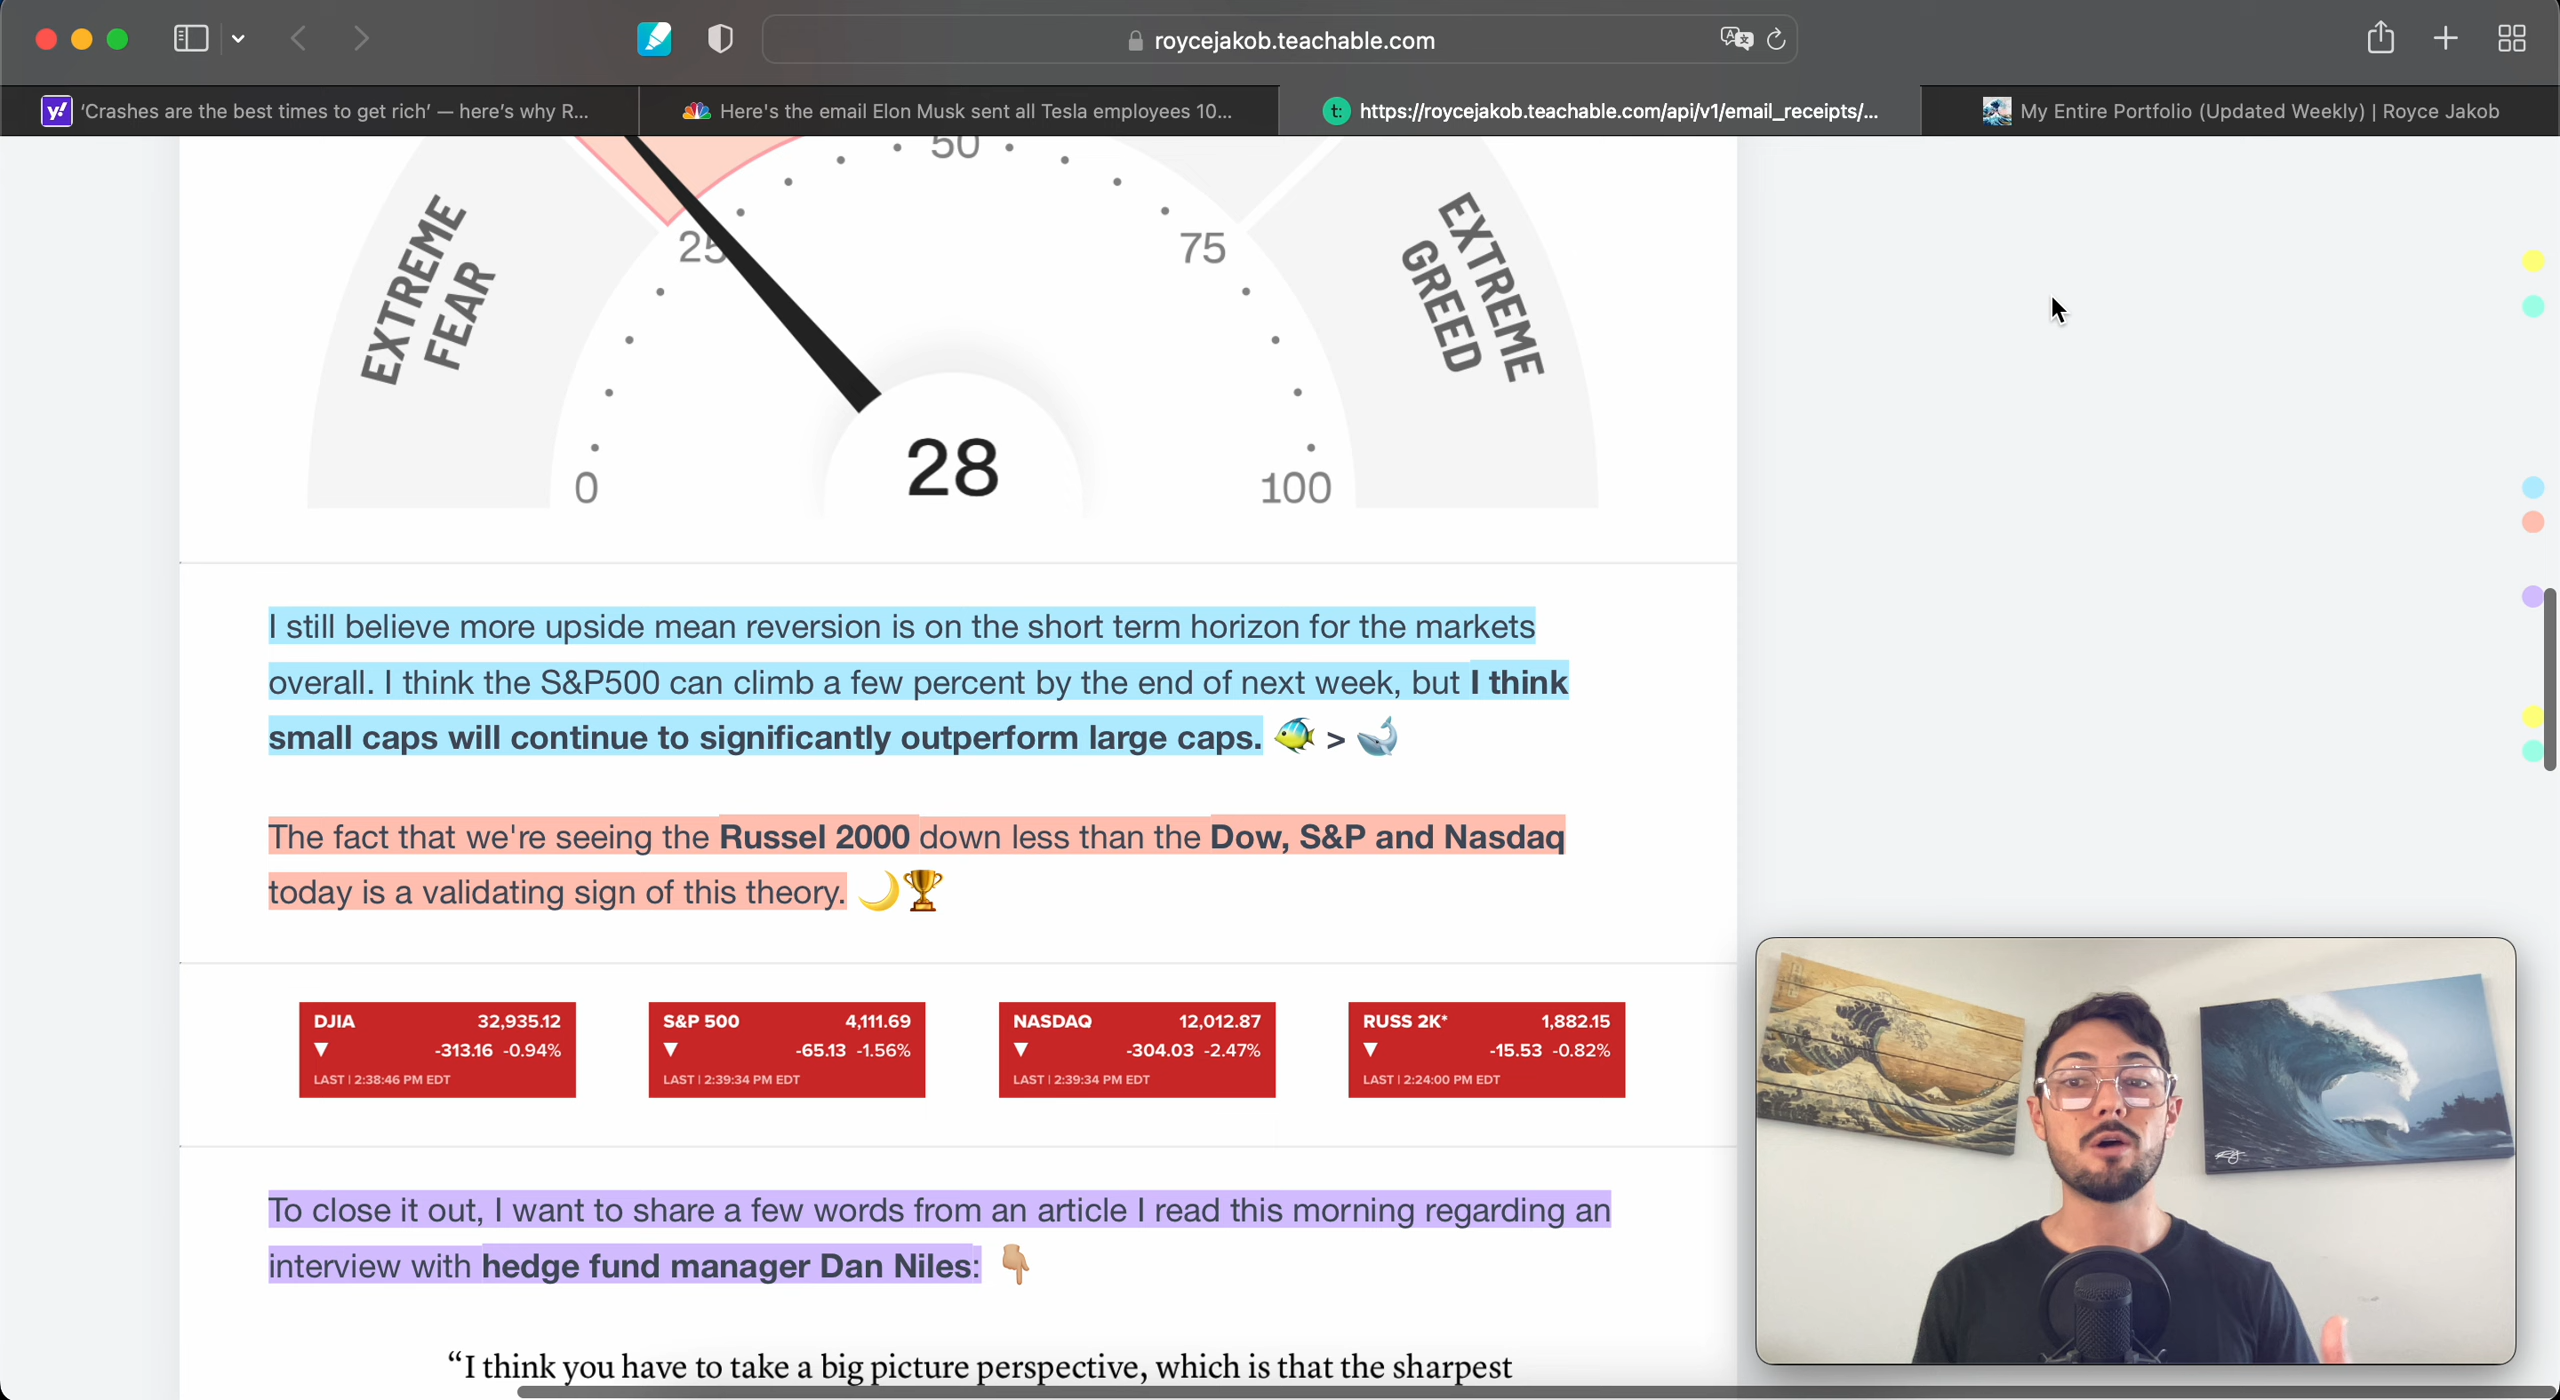 roycejakob.teachable.com
'Crashes are the best times to get rich' — here's why R...
Here's the email Elon Musk sent all Tesla employees 10...
t: https://roycejakob.teachable.com/api/v1/email_receipts/...
My Entire Portfolio (Updated Weekly) | Royce Jakob
50
25
75
EXTREME
FEAR
EXTREME
GREED
0
28
100
I still believe more upside mean reversion is on the short term horizon for the markets
overall. I think the S&P500 can climb a few percent by the end of next week, but I think
small caps will continue to significantly outperform large caps. 🐠 > 🐳
The fact that we're seeing the Russel 2000 down less than the Dow, S&P and Nasdaq
today is a validating sign of this theory. 🌙🏆
DJIA 32,935.12
▼ -313.16 -0.94%
LAST | 2:38:46 PM EDT
S&P 500 4,111.69
▼ -65.13 -1.56%
LAST | 2:39:34 PM EDT
NASDAQ 12,012.87
▼ -304.03 -2.47%
LAST | 2:39:34 PM EDT
RUSS 2K* 1,882.15
▼ -15.53 -0.82%
LAST | 2:24:00 PM EDT
To close it out, I want to share a few words from an article I read this morning regarding an
interview with hedge fund manager Dan Niles: 👇🏼
“I think you have to take a big picture perspective, which is that the sharpest